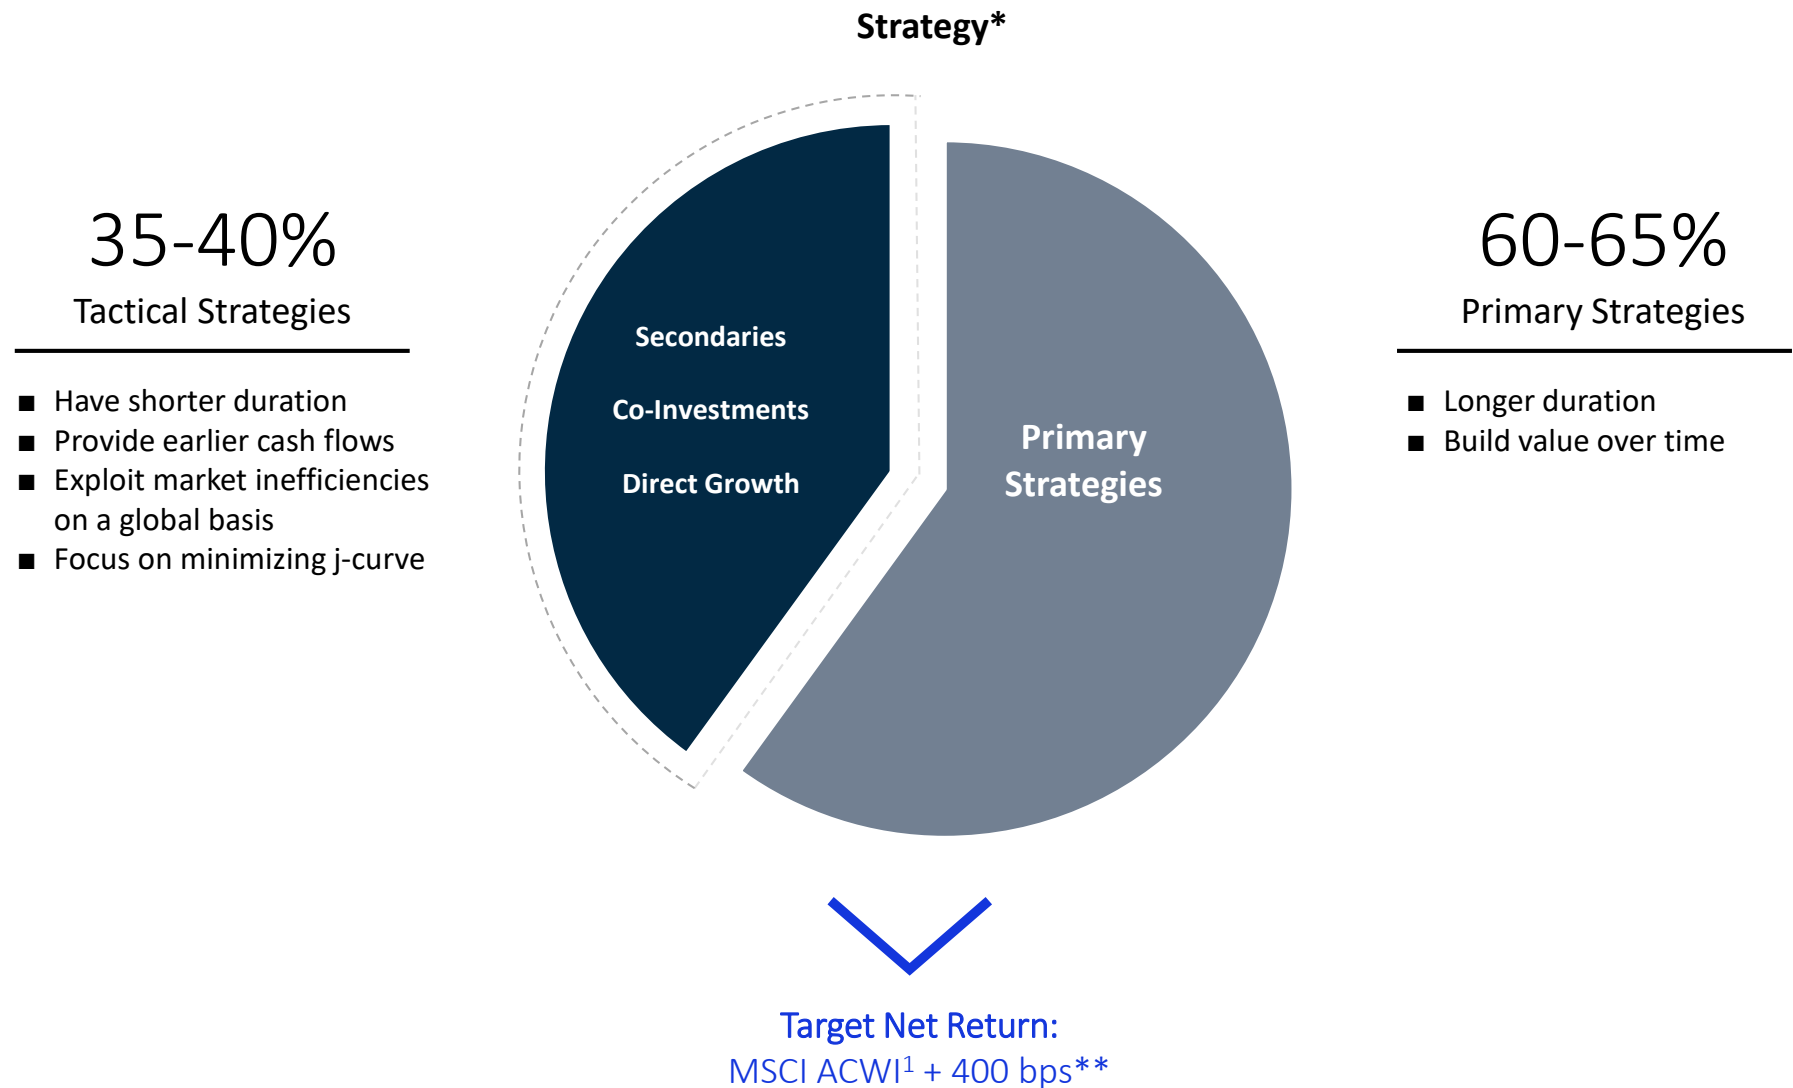 Strategy*
35-40%
Tactical Strategies
■ Have shorter duration
■ Provide earlier cash flows
■ Exploit market inefficiencies
on a global basis
■ Focus on minimizing j-curve
Secondaries
Co-Investments
Direct Growth
Primary
Strategies
60-65%
Primary Strategies
■ Longer duration
■ Build value over time
Target Net Return:
MSCI ACWI¹ + 400 bps**